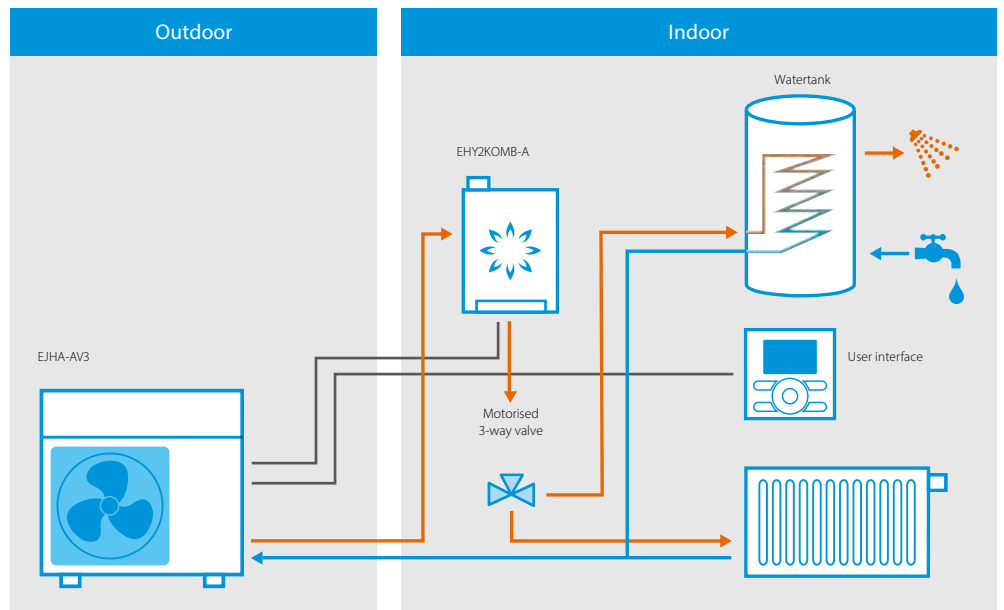 Outdoor
Indoor
Watertank
EHY2KOMB-A
EJHA-AV3
User interface
Motorised
3-way valve